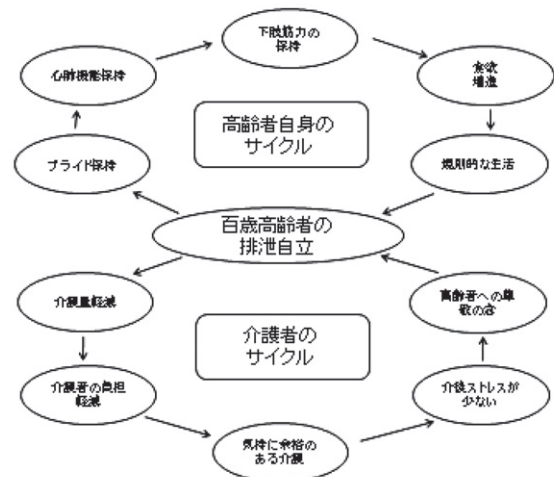 下肢筋力の
保持
心肺機能保持
食欲
増進
高齢者自身の
サイクル
プライド保持
規則的な生活
百歳高齢者の
排泄自立
介護量軽減
高齢者への尊
敬の念
介護者の
サイクル
介護者の負担
軽減
介護ストレスが
少ない
気持に余裕の
ある介護